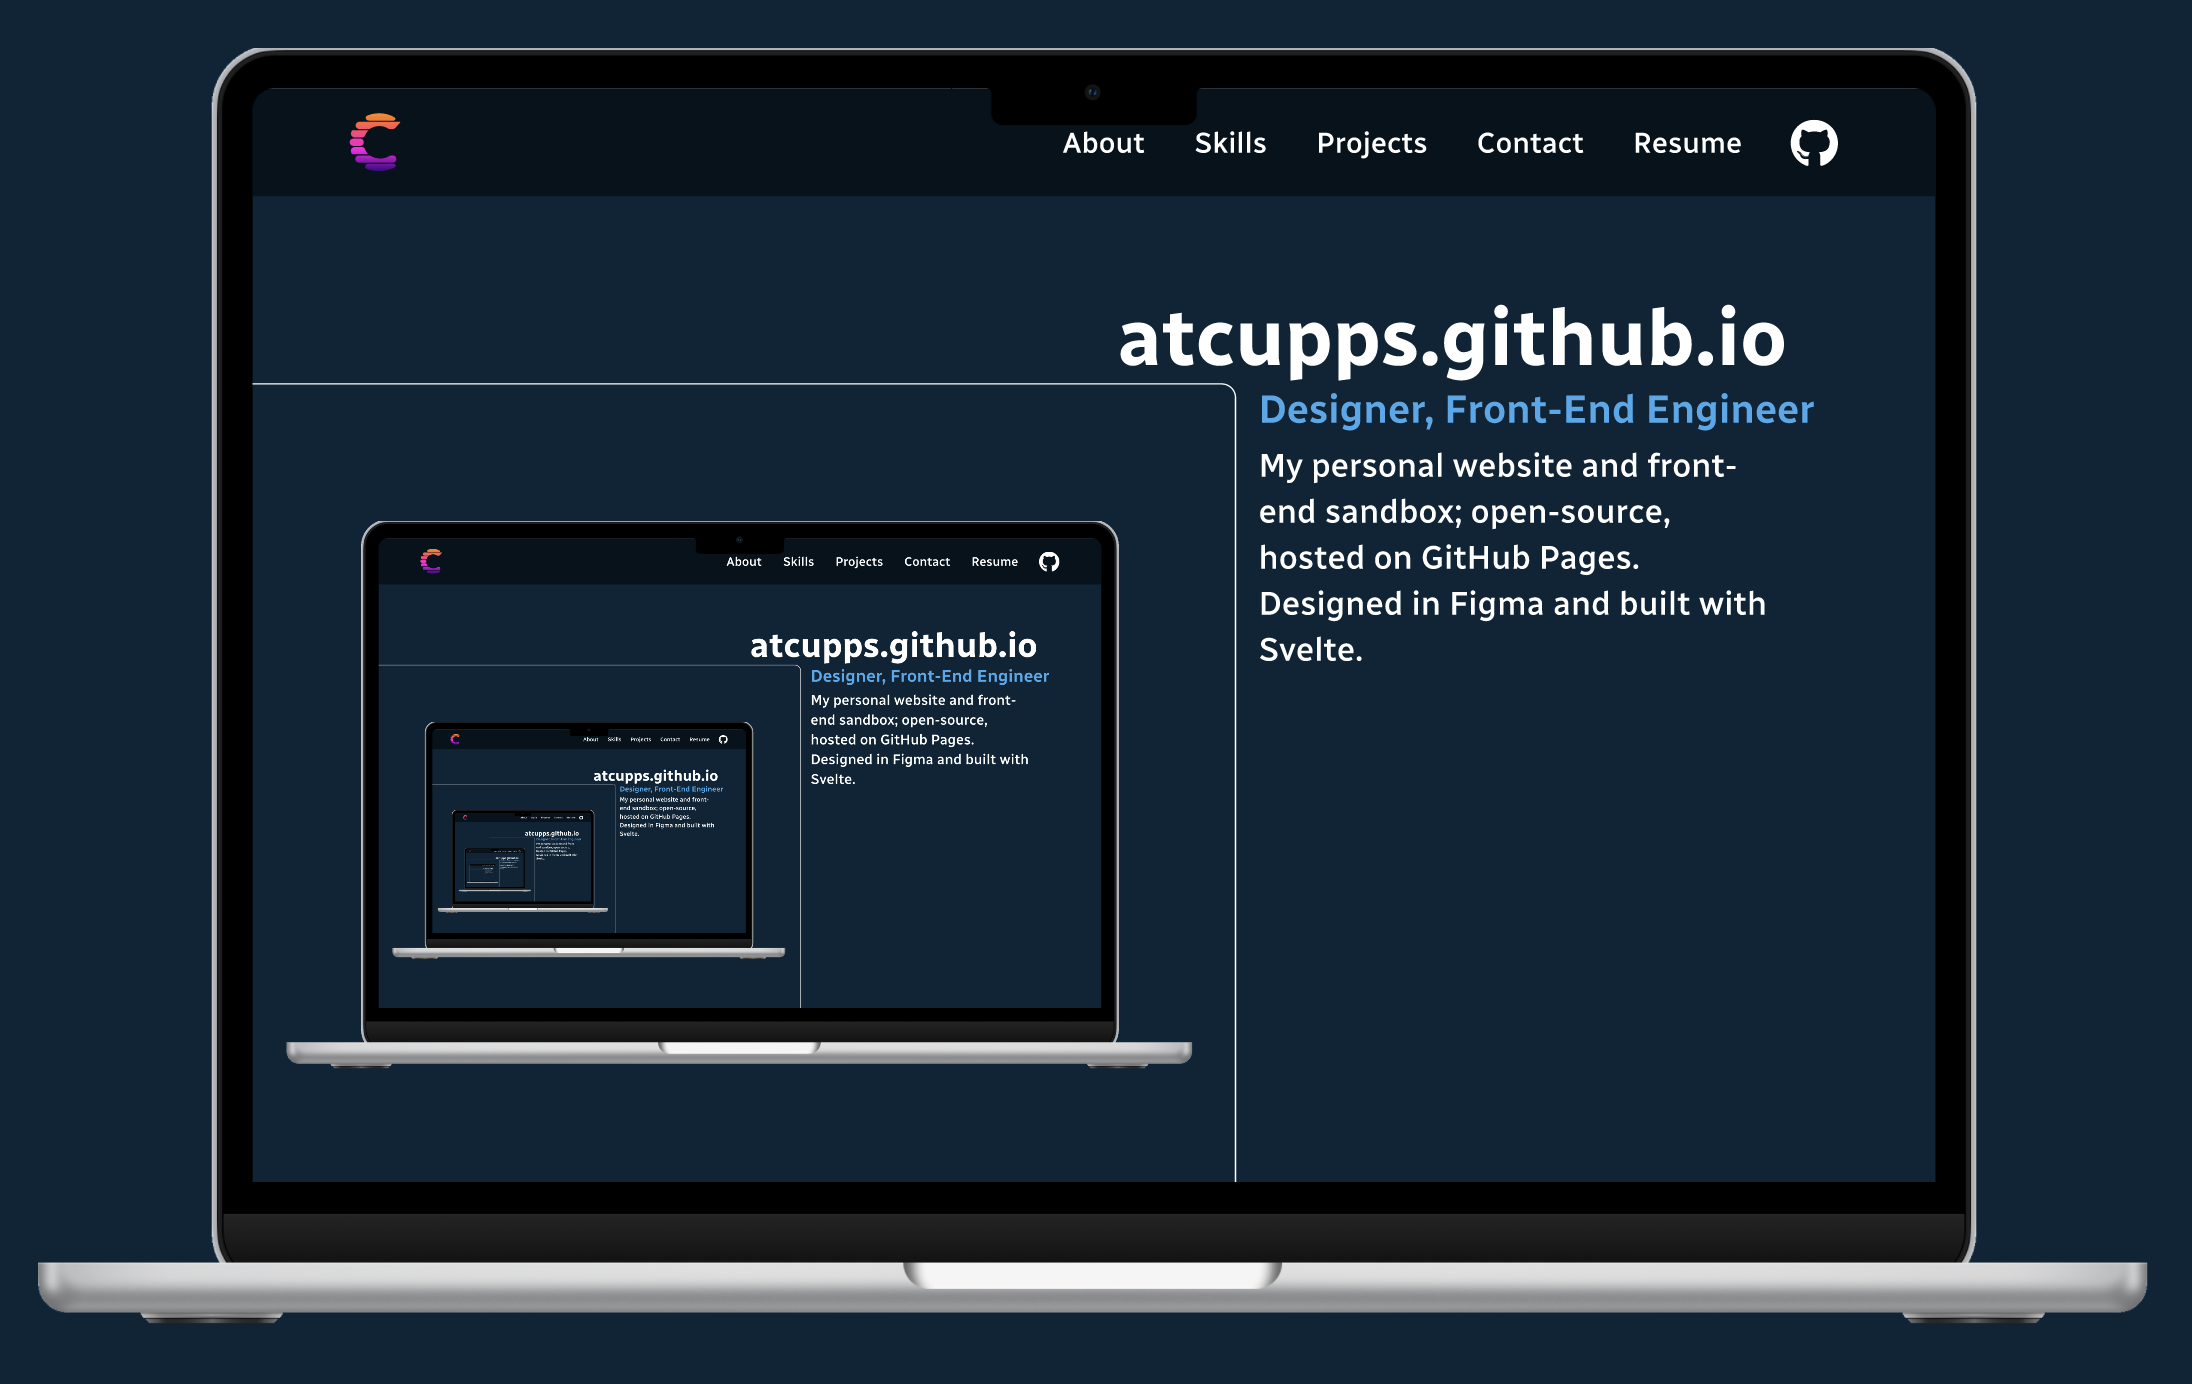 About Skills Projects Contact Resume
atcupps.github.io
Designer, Front-End Engineer
My personal website and front-
end sandbox; open-source,
hosted on GitHub Pages.
Designed in Figma and built with
Svelte.
About Skills Projects Contact Resume
atcupps.github.io
Designer, Front-End Engineer
My personal website and front-
end sandbox; open-source,
hosted on GitHub Pages.
Designed in Figma and built with
Svelte.
About Skills Projects Contact Resume
atcupps.github.io
Designer, Front-End Engineer
My personal website and front-
end sandbox; open-source,
hosted on GitHub Pages.
Designed in Figma and built with
Svelte.
atcupps.github.io